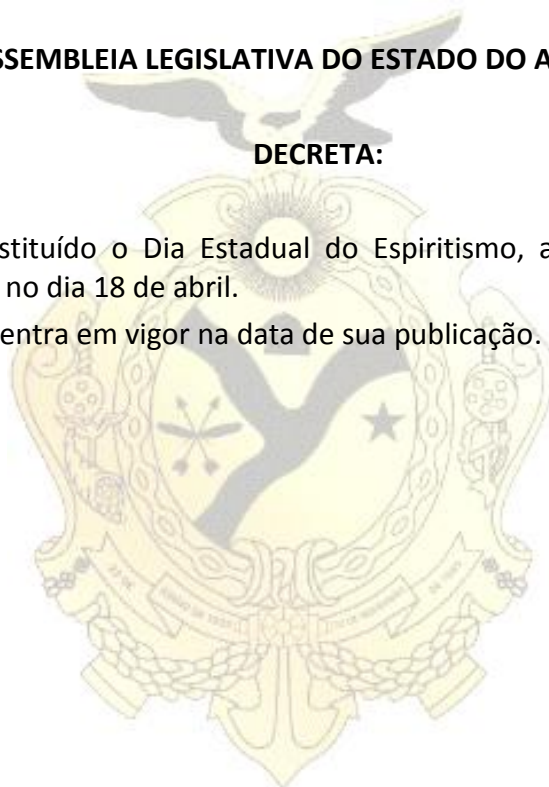 SSEMBLEIA LEGISLATIVA DO ESTADO DO A
DECRETA:
stituído o Dia Estadual do Espiritismo, a
no dia 18 de abril.
entra em vigor na data de sua publicação.